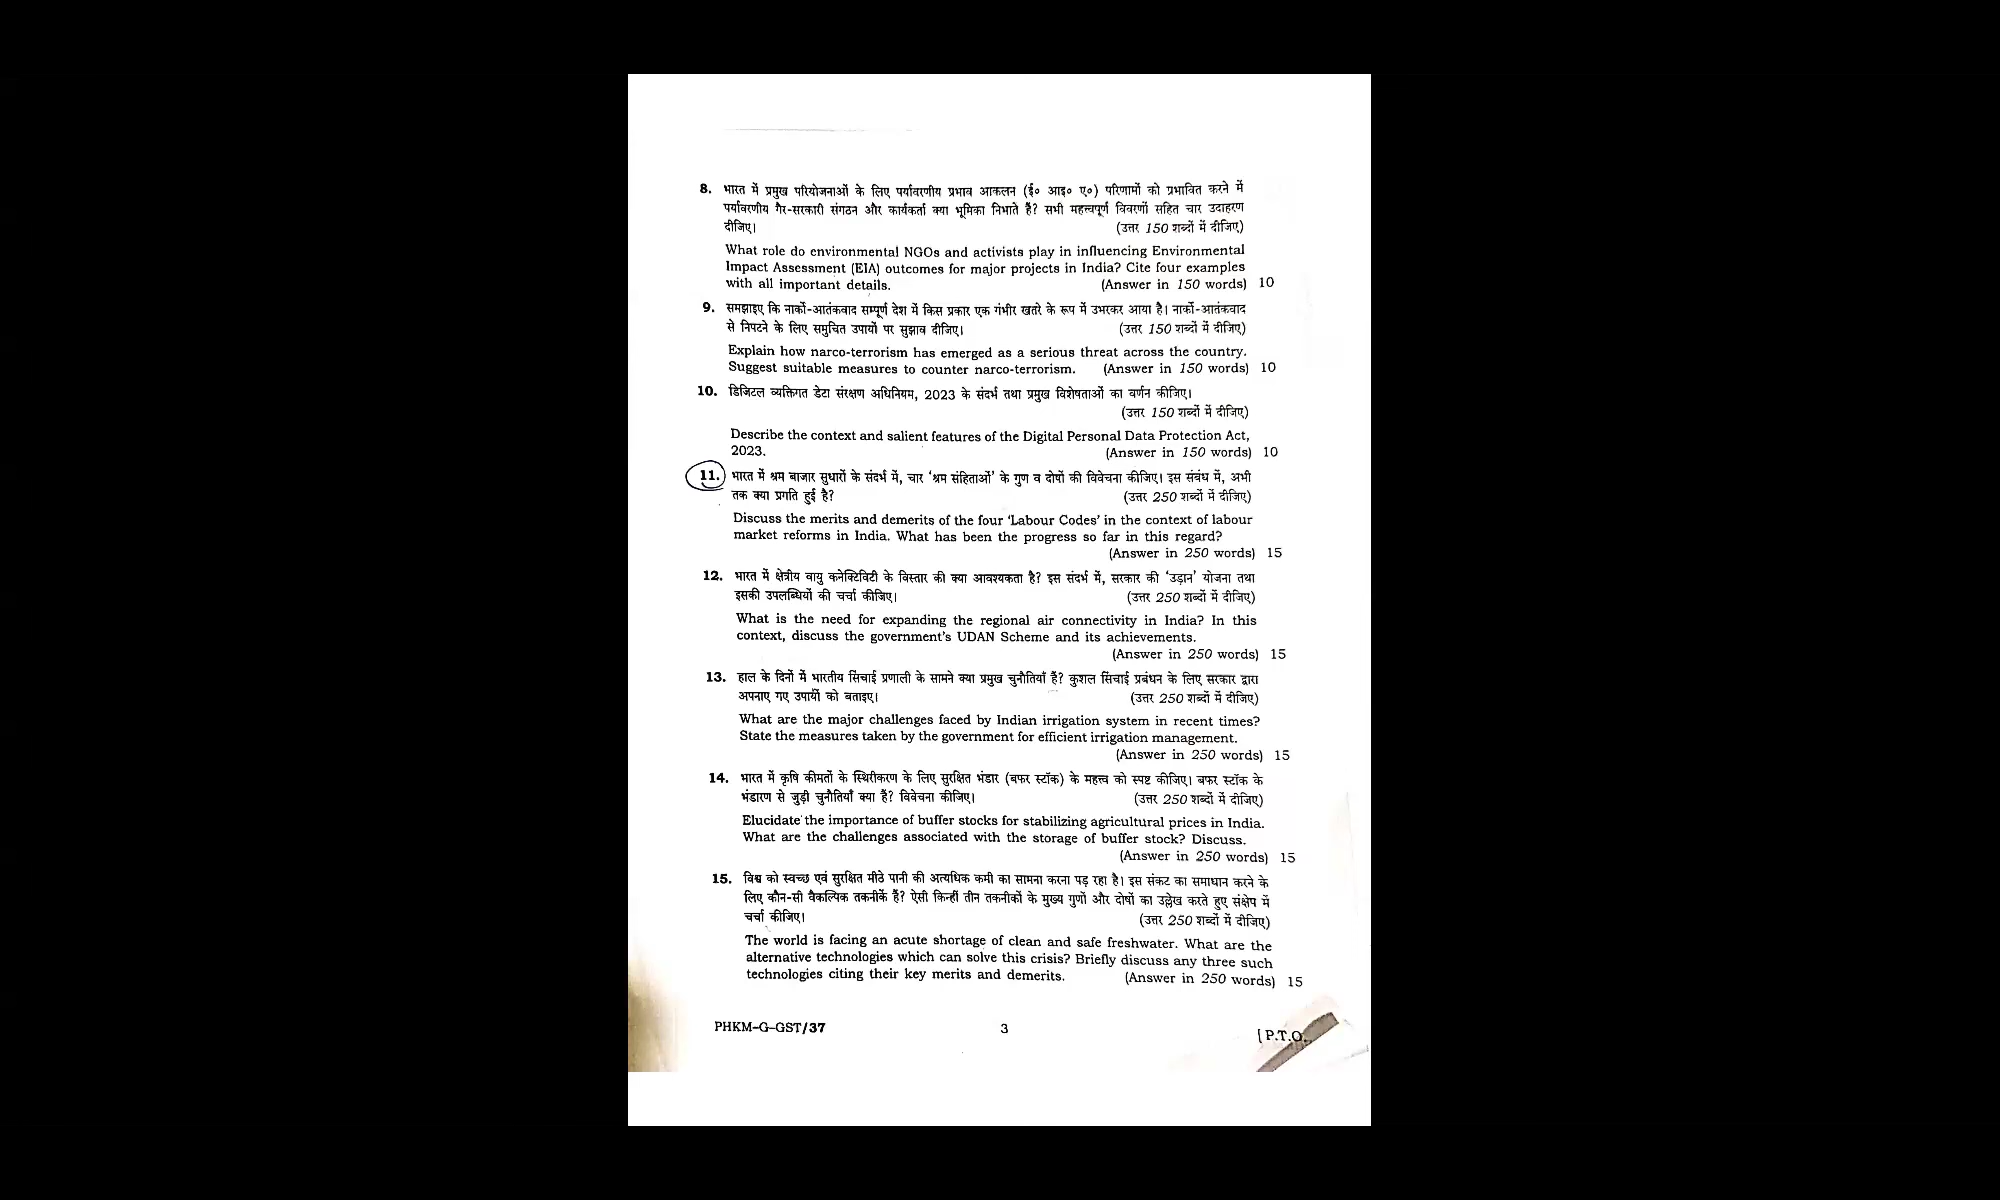 8. भारत में प्रमुख परियोजनाओं के लिए पर्यावरणीय प्रभाव आकलन (ई० आइ० ए०) परिणामों को प्रभावित करने में
पर्यावरणीय गैर-सरकारी संगठन और कार्यकर्ता क्या भूमिका निभाते हैं? सभी महत्त्वपूर्ण विवरणों सहित चार उदाहरण
दीजिए। (उत्तर 150 शब्दों में दीजिए)
What role do environmental NGOs and activists play in influencing Environmental
Impact Assessment (EIA) outcomes for major projects in India? Cite four examples
with all important details. (Answer in 150 words) 10
9. समझाइए कि नार्को-आतंकवाद सम्पूर्ण देश में किस प्रकार एक गंभीर खतरे के रूप में उभरकर आया है। नार्को-आतंकवाद
से निपटने के लिए समुचित उपायों पर सुझाव दीजिए। (उत्तर 150 शब्दों में दीजिए)
Explain how narco-terrorism has emerged as a serious threat across the country.
Suggest suitable measures to counter narco-terrorism. (Answer in 150 words) 10
10. डिजिटल व्यक्तिगत डेटा संरक्षण अधिनियम, 2023 के संदर्भ तथा प्रमुख विशेषताओं का वर्णन कीजिए।
(उत्तर 150 शब्दों में दीजिए)
Describe the context and salient features of the Digital Personal Data Protection Act,
2023. (Answer in 150 words) 10
11. भारत में श्रम बाजार सुधारों के संदर्भ में, चार ‘श्रम संहिताओं’ के गुण व दोषों की विवेचना कीजिए। इस संबंध में, अभी
तक क्या प्रगति हुई है? (उत्तर 250 शब्दों में दीजिए)
Discuss the merits and demerits of the four ‘Labour Codes’ in the context of labour
market reforms in India. What has been the progress so far in this regard?
(Answer in 250 words) 15
12. भारत में क्षेत्रीय वायु कनेक्टिविटी के विस्तार की क्या आवश्यकता है? इस संदर्भ में, सरकार की ‘उड़ान’ योजना तथा
इसकी उपलब्धियों की चर्चा कीजिए। (उत्तर 250 शब्दों में दीजिए)
What is the need for expanding the regional air connectivity in India? In this
context, discuss the government’s UDAN Scheme and its achievements.
(Answer in 250 words) 15
13. हाल के दिनों में भारतीय सिंचाई प्रणाली के सामने क्या प्रमुख चुनौतियाँ हैं? कुशल सिंचाई प्रबंधन के लिए सरकार द्वारा
अपनाए गए उपायों को बताइए। (उत्तर 250 शब्दों में दीजिए)
What are the major challenges faced by Indian irrigation system in recent times?
State the measures taken by the government for efficient irrigation management.
(Answer in 250 words) 15
14. भारत में कृषि कीमतों के स्थिरीकरण के लिए सुरक्षित भंडार (बफर स्टॉक) के महत्त्व को स्पष्ट कीजिए। बफर स्टॉक के
भंडारण से जुड़ी चुनौतियाँ क्या हैं? विवेचना कीजिए। (उत्तर 250 शब्दों में दीजिए)
Elucidate the importance of buffer stocks for stabilizing agricultural prices in India.
What are the challenges associated with the storage of buffer stock? Discuss.
(Answer in 250 words) 15
15. विश्व को स्वच्छ एवं सुरक्षित मीठे पानी की अत्यधिक कमी का सामना करना पड़ रहा है। इस संकट का समाधान करने के
लिए कौन-सी वैकल्पिक तकनीकें हैं? ऐसी किन्हीं तीन तकनीकों के मुख्य गुणों और दोषों का उल्लेख करते हुए संक्षेप में
चर्चा कीजिए। (उत्तर 250 शब्दों में दीजिए)
The world is facing an acute shortage of clean and safe freshwater. What are the
alternative technologies which can solve this crisis? Briefly discuss any three such
technologies citing their key merits and demerits. (Answer in 250 words) 15
PHKM-G-GST/37 3 [ P.T.O.